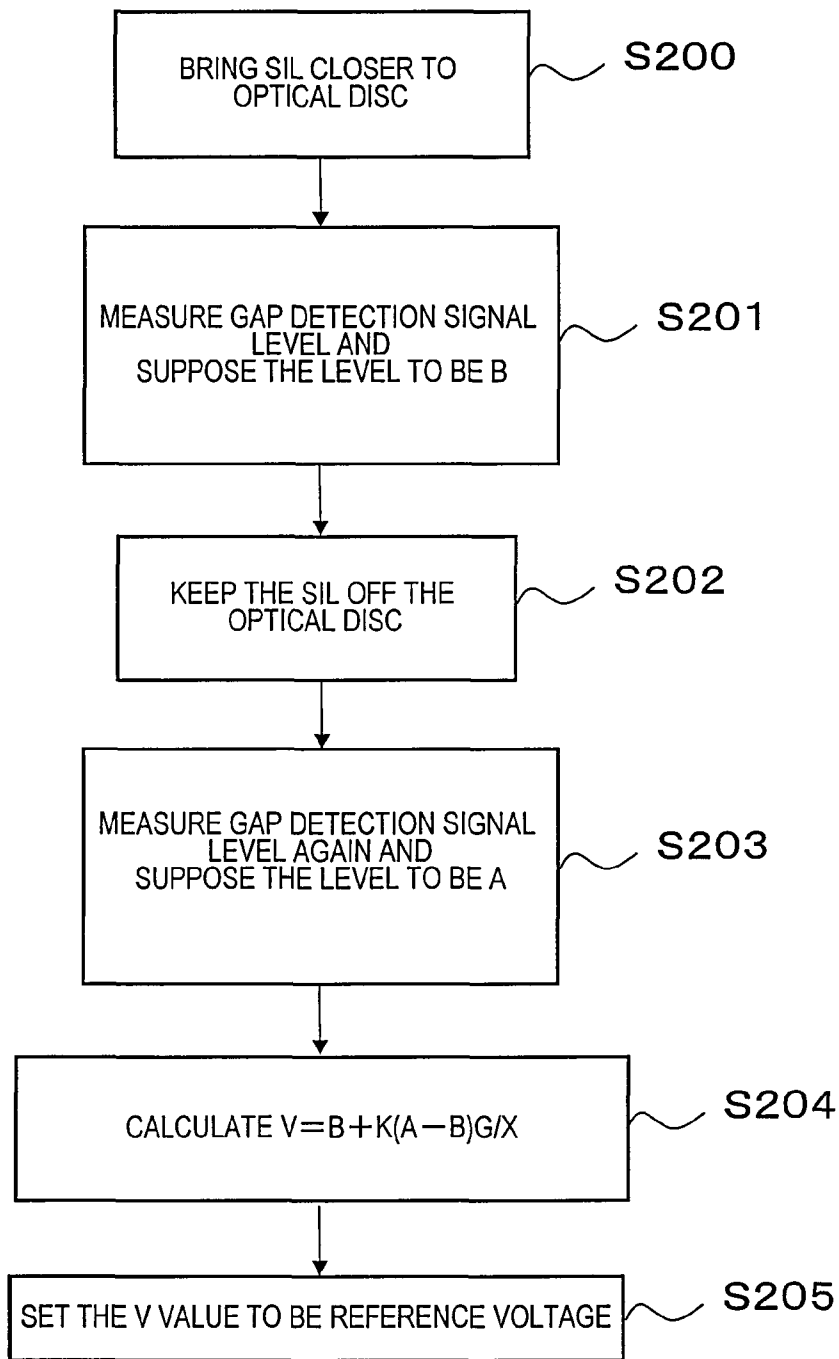 BRING SIL CLOSER TO
OPTICAL DISC
S200
MEASURE GAP DETECTION SIGNAL
LEVEL AND
SUPPOSE THE LEVEL TO BE B
S201
KEEP THE SIL OFF THE
OPTICAL DISC
S202
MEASURE GAP DETECTION SIGNAL
LEVEL AGAIN AND
SUPPOSE THE LEVEL TO BE A
S203
CALCULATE V=B+K(A-B)G/X
S204
SET THE V VALUE TO BE REFERENCE VOLTAGE
S205